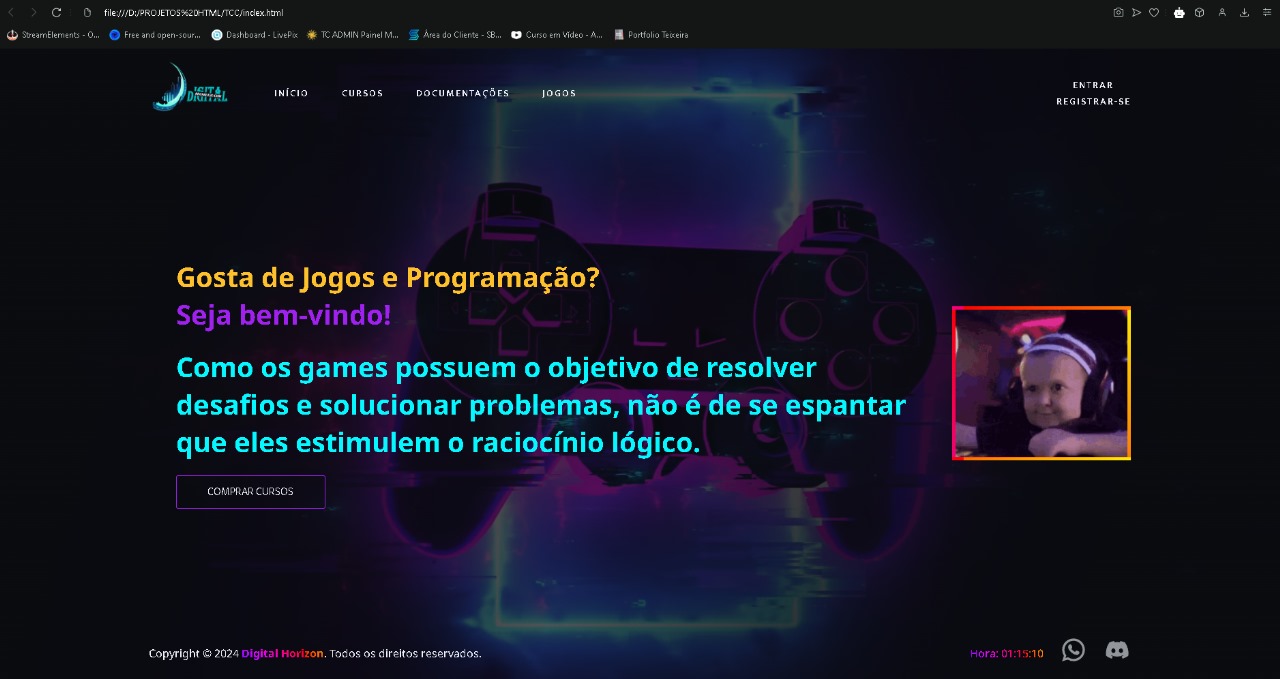 file:///D:/PROJETOS%20HTML/TCC/index.html
StreamElements - O... Free and open-sour... Dashboard - LivePix TC ADMIN Painel M... Área do Cliente - SB... Curso em Vídeo - A... Portfolio Teixeira
DIGITAL
INÍCIO CURSOS DOCUMENTAÇÕES JOGOS
ENTRAR
REGISTRAR-SE
Gosta de Jogos e Programação?
Seja bem-vindo!
Como os games possuem o objetivo de resolver
desafios e solucionar problemas, não é de se espantar
que eles estimulem o raciocínio lógico.
COMPRAR CURSOS
Copyright © 2024 Digital Horizon. Todos os direitos reservados.
Hora: 01:15:10